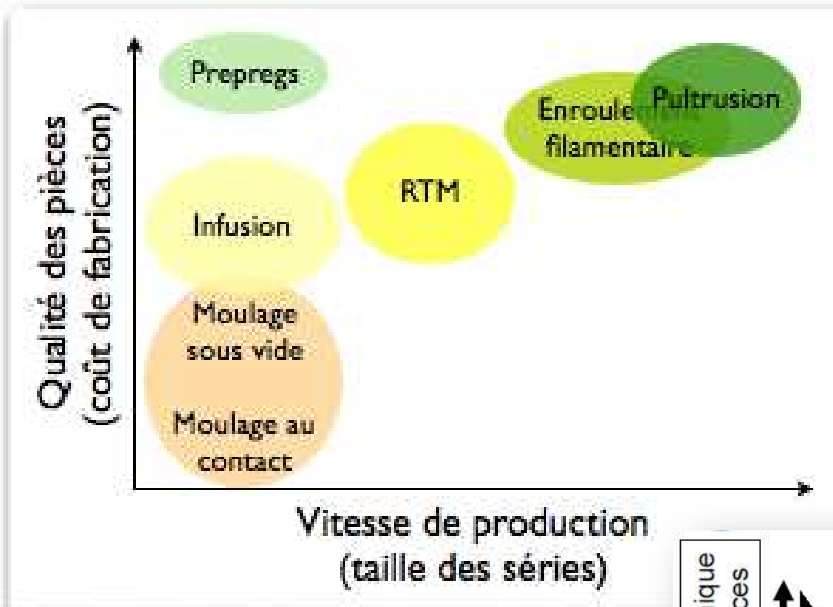 Prepregs
Pultrusion
Enroulement
filamentaire
RTM
Infusion
Moulage
sous vide
Moulage au
contact
Qualité des pièces
(coût de fabrication)
Vitesse de production
(taille des séries)